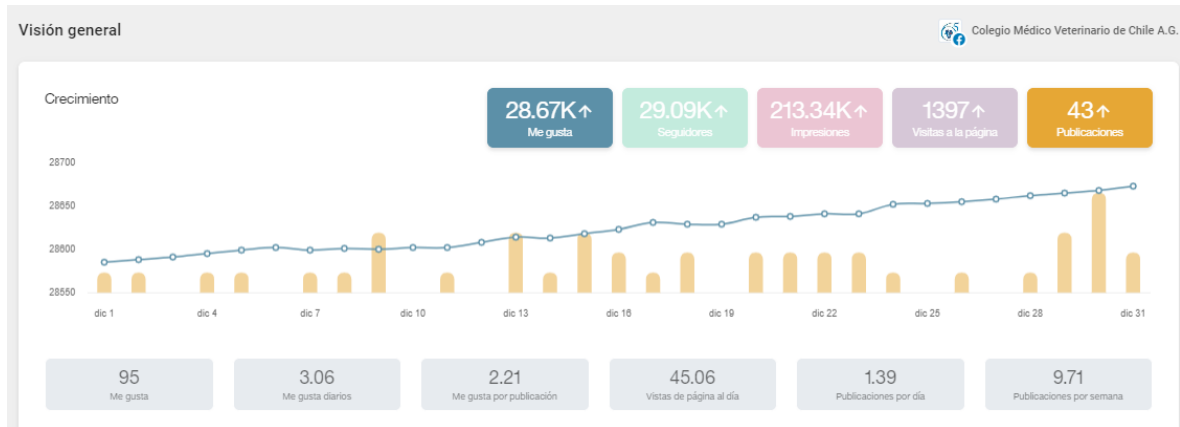 Visión general
Colegio Médico Veterinario de Chile A.G.
Crecimiento
28.67K↑
Me gusta
29.09K↑
Seguidores
213.34K↑
Impresiones
1397↑
Visitas a la página
43↑
Publicaciones
28700
28650
28600
28550
dic 1
dic 4
dic 7
dic 10
dic 13
dic 16
dic 19
dic 22
dic 25
dic 28
dic 31
95
Me gusta
3.06
Me gusta diarios
2.21
Me gusta por publicación
45.06
Vistas de página al día
1.39
Publicaciones por día
9.71
Publicaciones por semana